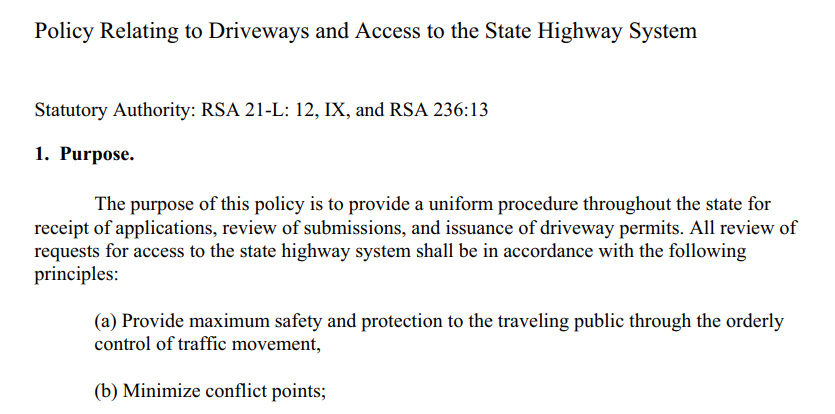 Policy Relating to Driveways and Access to the State Highway System
Statutory Authority: RSA 21-L: 12, IX, and RSA 236:13
1. Purpose.
The purpose of this policy is to provide a uniform procedure throughout the state for
receipt of applications, review of submissions, and issuance of driveway permits. All review of
requests for access to the state highway system shall be in accordance with the following
principles:
(a) Provide maximum safety and protection to the traveling public through the orderly
control of traffic movement,
(b) Minimize conflict points;